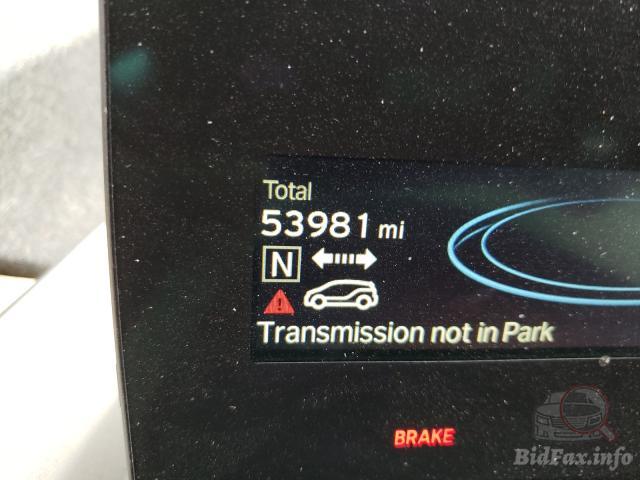 Total
53981 mi
N
Transmission not in Park
BRAKE
BidFax.info